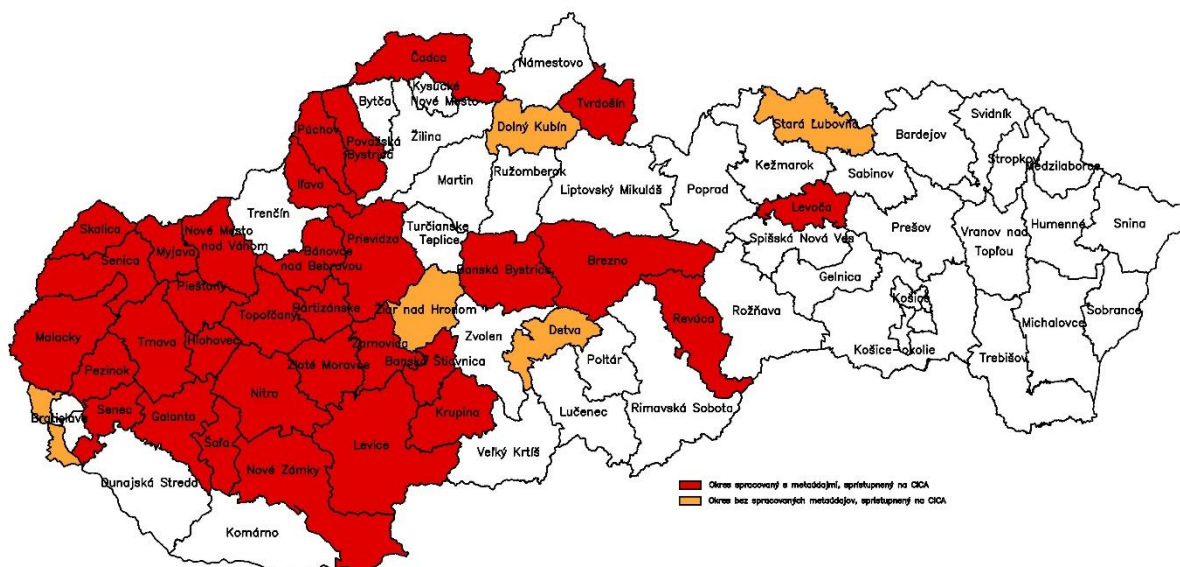 Čadca
Námestovo
Kysucké
Nové Mesto
Bytča
Tvrdošín
Púchov
Považská
Bystrica
Žilina
Dolný Kubín
Stará Ľubovňa
Bardejov
Svidník
Stropkov
Medzilaborce
Ilava
Martin
Ružomberok
Liptovský Mikuláš
Poprad
Kežmarok
Sabinov
Trenčín
Levoča
Prešov
Vranov nad
Topľou
Humenné
Snina
Skalica
Senica
Myjava
Nové Mesto
nad Váhom
Bánovce
nad Bebravou
Prievidza
Turčianske
Teplice
Banská Bystrica
Brezno
Spišská Nová Ves
Gelnica
Piešťany
Topoľčany
Partizánske
Žiar nad Hronom
Košice
Rožňava
Michalovce
Sobrance
Malacky
Trnava
Hlohovec
Žarnovica
Zvolen
Detva
Revúca
Poltár
Košice-okolie
Trebišov
Pezinok
Zlaté Moravce
Banská Štiavnica
Nitra
Bratislava
Senec
Galanta
Šaľa
Levice
Krupina
Lučenec
Rimavská Sobota
Veľký Krtíš
Nové Zámky
Dunajská Streda
Komárno
Okres spracovaný s metaúdajmi, sprístupnený na CICA
Okres bez spracovaných metaúdajov, sprístupnený na CICA